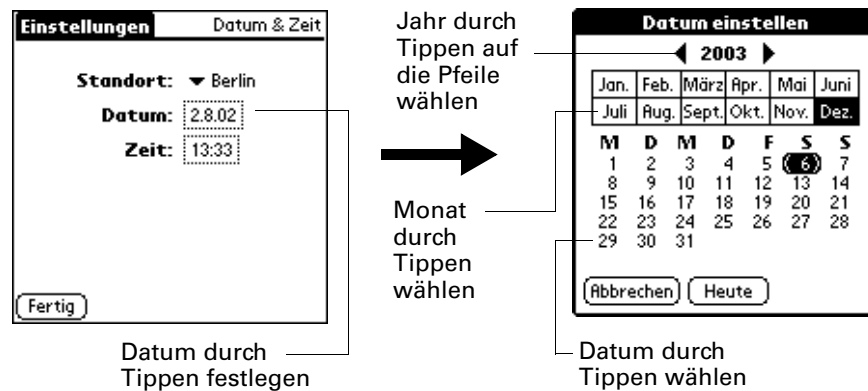 Einstellungen Datum & Zeit
Standort: Berlin
Datum: 2.8.02
Zeit: 13:33
Fertig
Datum durch
Tippen festlegen
Jahr durch
Tippen auf
die Pfeile
wählen
Monat
durch
Tippen
wählen
Datum einstellen
2003
Jan. Feb. März Apr. Mai Juni
Juli Aug. Sept. Okt. Nov. Dez.
M D M D F S S
1 2 3 4 5 6 7
8 9 10 11 12 13 14
15 16 17 18 19 20 21
22 23 24 25 26 27 28
29 30 31
Abbrechen Heute
Datum durch
Tippen wählen